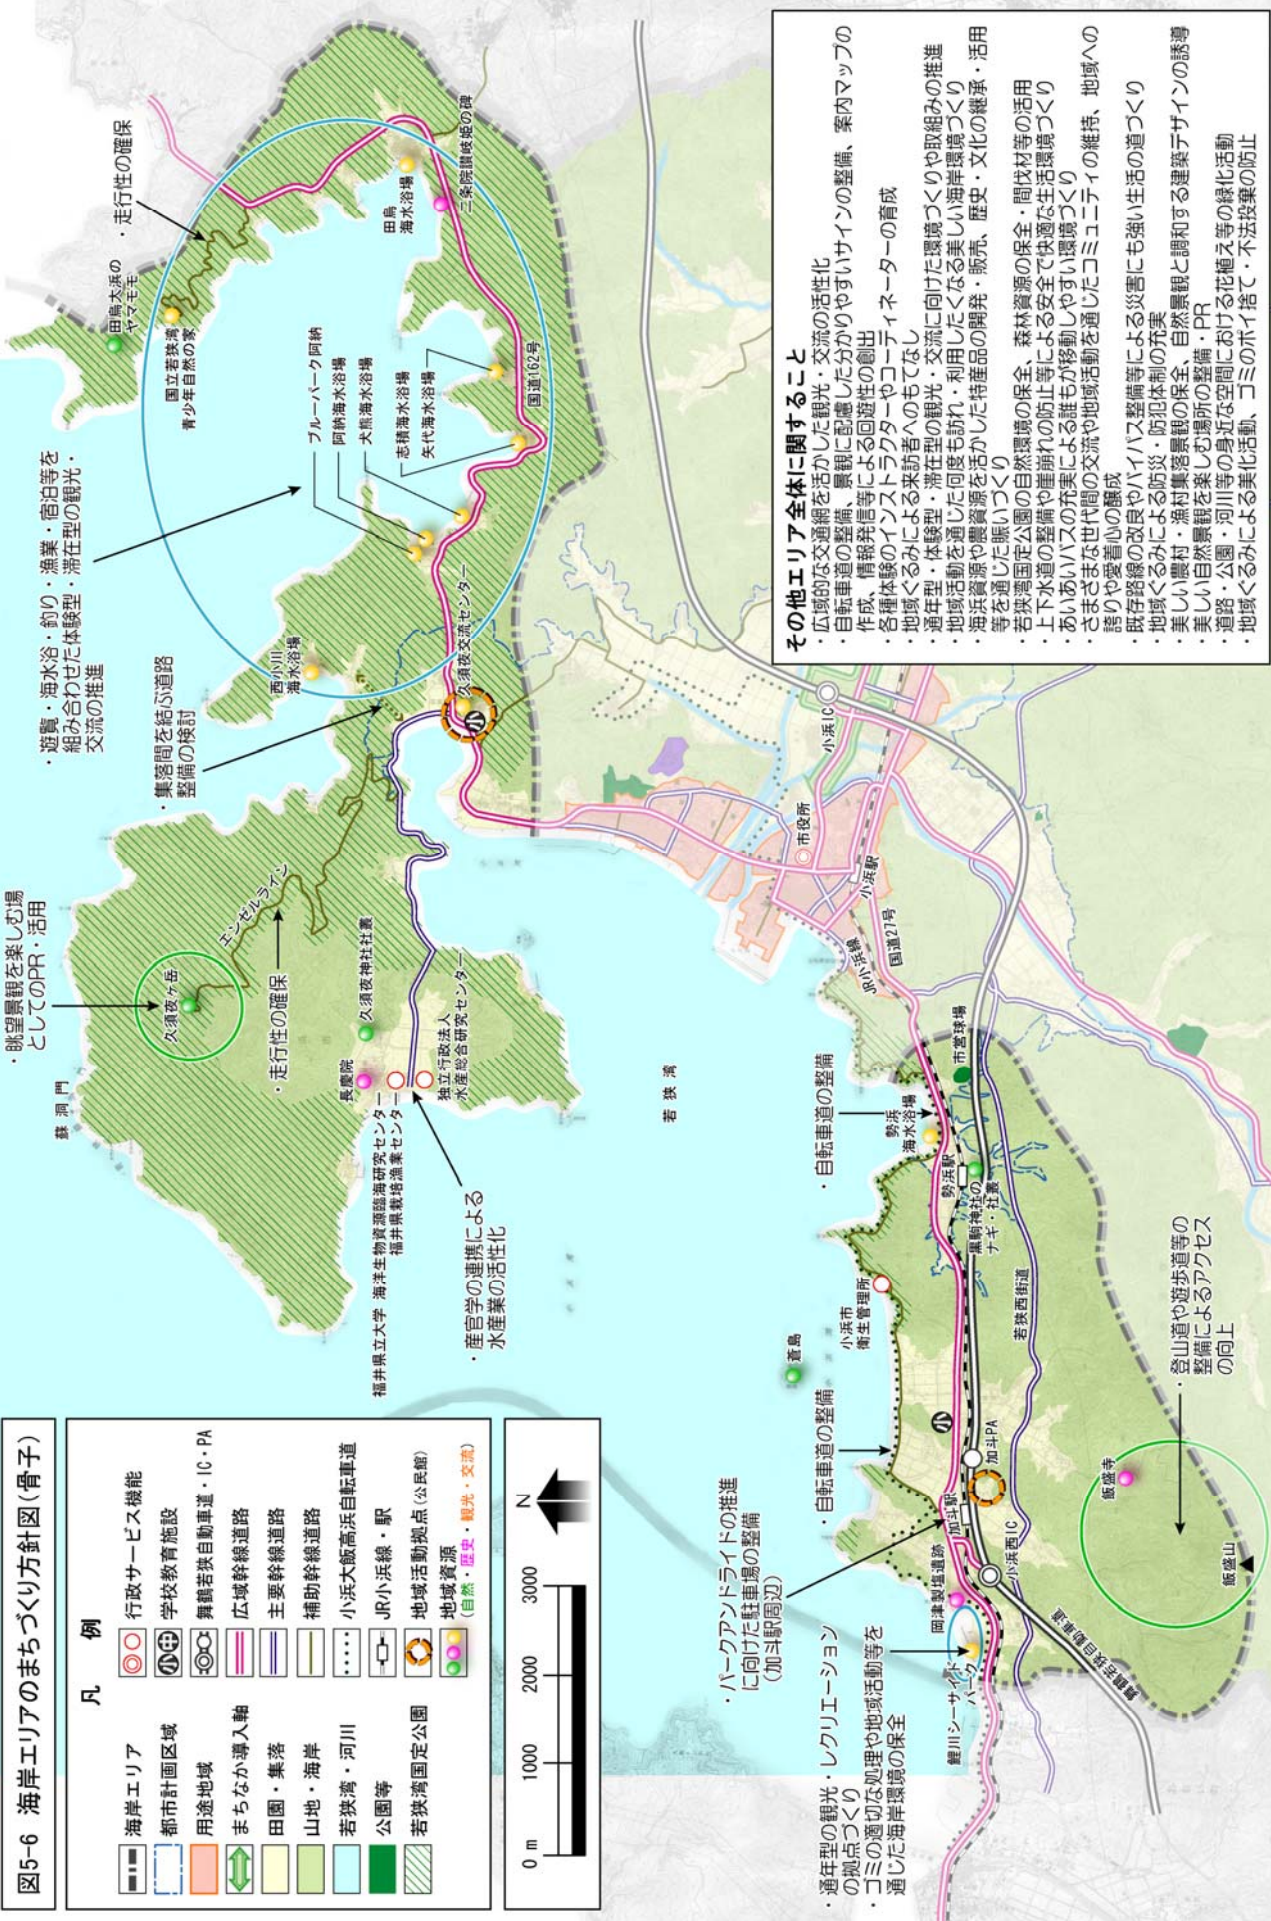 図5-6 海岸エリアのまちづくり方針図(骨子)
凡 例
海岸エリア
都市計画区域
用途地域
まちなか導入軸
田園・集落
山地・海岸
若狭湾・河川
公園等
若狭湾国定公園
行政サービス機能
小中
学校教育施設
舞鶴若狭自動車道・IC・PA
広域幹線道路
主要幹線道路
補助幹線道路
小浜大飯高浜自転車道
JR小浜線・駅
地域活動拠点(公民館)
地域資源
(自然・歴史・観光・交流)
0 m 1000 2000 3000
N
・眺望景観を楽しむ場
としてのPR・活用
蘇洞門
久須夜ヶ岳
エンゼルライン
・走行性の確保
久須夜神社社叢
長慶院
福井県立大学 海洋生物資源臨海研究センター
福井県栽培漁業センター
独立行政法人
水産総合研究センター
・産官学の連携による
水産業の活性化
若狭湾
・遊覧・海水浴・釣り・漁業・宿泊等を
組み合わせた体験型・滞在型の観光・
交流の推進
・集落間を結ぶ道路
整備の検討
西小川
海水浴場
小
久須夜交流センター
ブルーパーク阿納
阿納海水浴場
犬熊海水浴場
志積海水浴場
矢代海水浴場
国道162号
田烏大浜の
ヤマモモ
・走行性の確保
国立若狭湾
青少年自然の家
田烏
海水浴場
二条院讃岐姫の碑
小浜IC
市役所
小浜駅
JR小浜線
国道27号
市営球場
・自転車道の整備
勢浜
海水浴場
勢浜駅
黒駒神社の
ナギ・社叢
若狭西街道
小浜市
衛生管理所
蒼島
・自転車道の整備
小
加斗PA
加斗駅
・パークアンドライドの推進
に向けた駐車場の整備
(加斗駅周辺)
岡津製塩遺跡
小浜西IC
舞鶴若狭自動車道
鯉川シーサイド
パーク
・通年型の観光・レクリエーション
の拠点づくり
・ゴミの適切な処理や地域活動等を
通じた海岸環境の保全
・登山道や遊歩道等の
整備によるアクセス
の向上
飯盛寺
飯盛山
その他エリア全体に関すること
・広域的な交通網を活かした観光・交流の活性化
・自転車道の整備、景観に配慮した分かりやすいサインの整備、案内マップの
作成、情報発信等による回遊性の創出
・各種体験のインストラクターやコーディネーターの育成
・地域ぐるみによる来訪者へのもてなし
・通年型・体験型・滞在型の観光・交流に向けた環境づくりや取組みの推進
・地域活動を通じた何度も訪れ・利用したくなる美しい海岸環境づくり
・海浜資源や農資源を活かした特産品の開発・販売、歴史・文化の継承・活用
等を通じた賑いづくり
・若狭湾国定公園の自然環境の保全、森林資源の保全・間伐材等の活用
・上下水道の整備や崖崩れの防止等による安全で快適な生活環境づくり
・あいあいバスの充実による誰もが移動しやすい環境づくり
・さまざまな世代間の交流や地域活動を通じたコミュニティの維持、地域への
誇りや愛着心の醸成
・既存路線の改良やバイパス整備等による災害にも強い生活の道づくり
・地域ぐるみによる防災・防犯体制の充実
・美しい農村・漁村集落景観の保全、自然景観と調和する建築デザインの誘導
・美しい自然景観を楽しむ場所の整備・PR
・道路・公園・河川等の身近な空間における花植え等の緑化活動
・地域ぐるみによる美化活動、ゴミのポイ捨て・不法投棄の防止